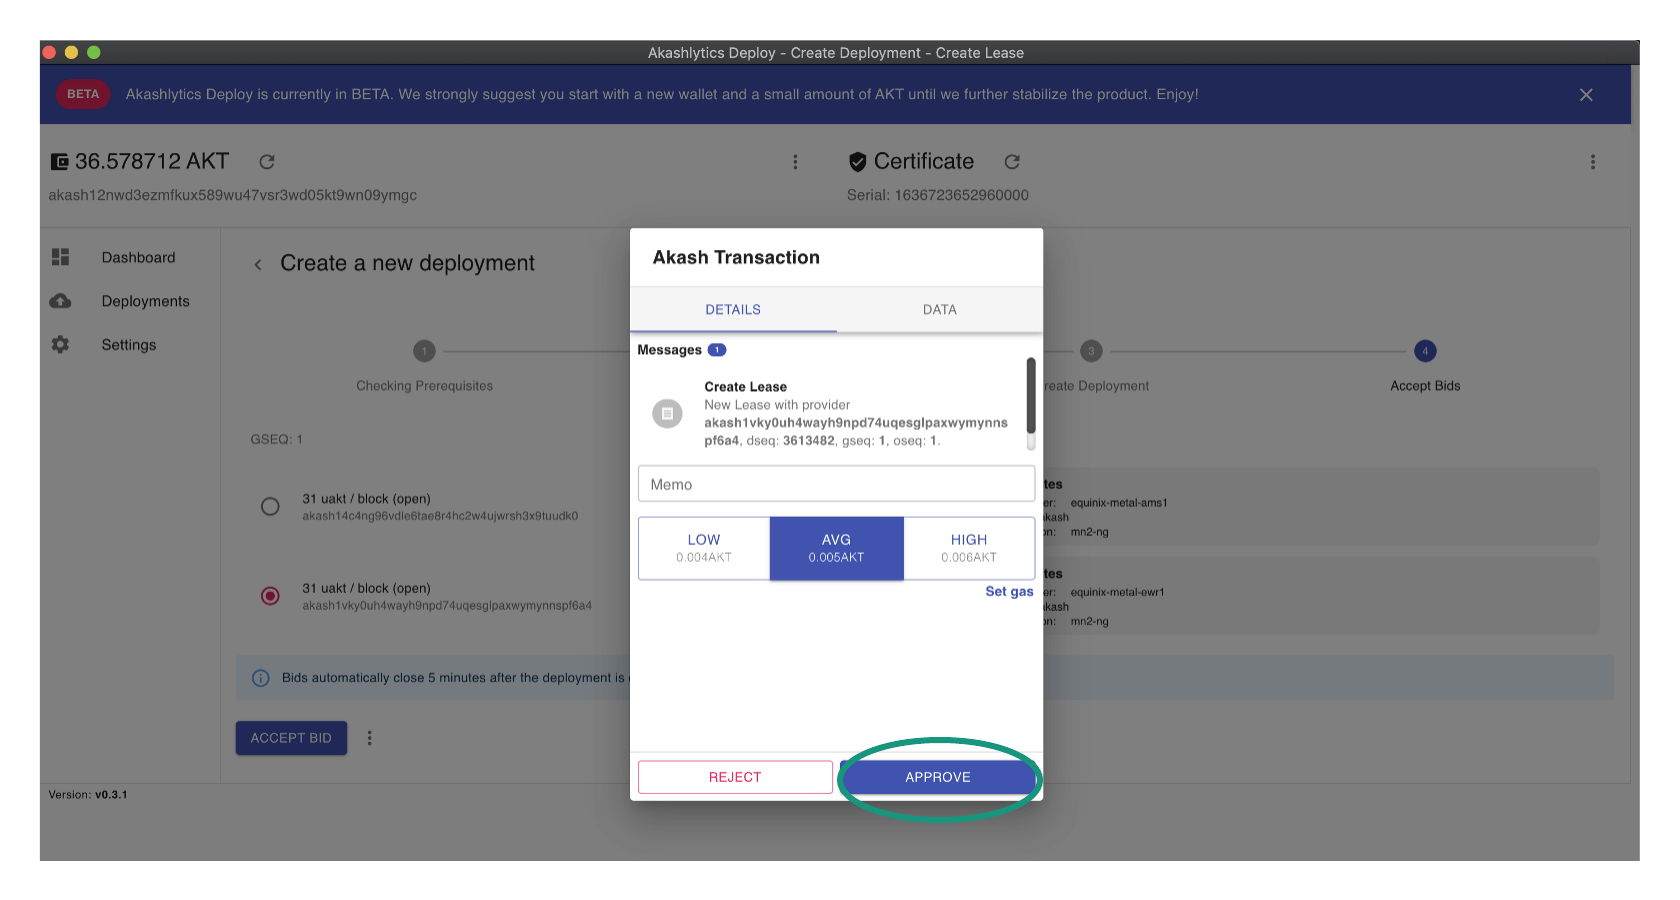 Akashlytics Deploy - Create Deployment - Create Lease
BETA Akashlytics Deploy is currently in BETA. We strongly suggest you start with a new wallet and a small amount of AKT until we further stabilize the product. Enjoy!
36.578712 AKT
akash12nwd3ezmfkux589wu47vsr3wd05kt9wn09ymgc
Certificate
Serial: 1636723652960000
Dashboard
Deployments
Settings
Create a new deployment
1
Checking Prerequisites
3
reate Deployment
4
Accept Bids
GSEQ: 1
31 uakt / block (open)
akash14c4ng96vdle6tae8r4hc2w4ujwrsh3x9tuudk0
tes
er: equinix-metal-ams1
kash
on: mn2-ng
31 uakt / block (open)
akash1vky0uh4wayh9npd74uqesglpaxwymynnspf6a4
tes
er: equinix-metal-ewr1
kash
on: mn2-ng
Bids automatically close 5 minutes after the deployment is
ACCEPT BID
Version: v0.3.1
Akash Transaction
DETAILS DATA
Messages 1
Create Lease
New Lease with provider
akash1vky0uh4wayh9npd74uqesglpaxwymynns
pf6a4, dseq: 3613482, gseq: 1, oseq: 1.
Memo
LOW AVG HIGH
0.004AKT 0.005AKT 0.006AKT
Set gas
REJECT APPROVE